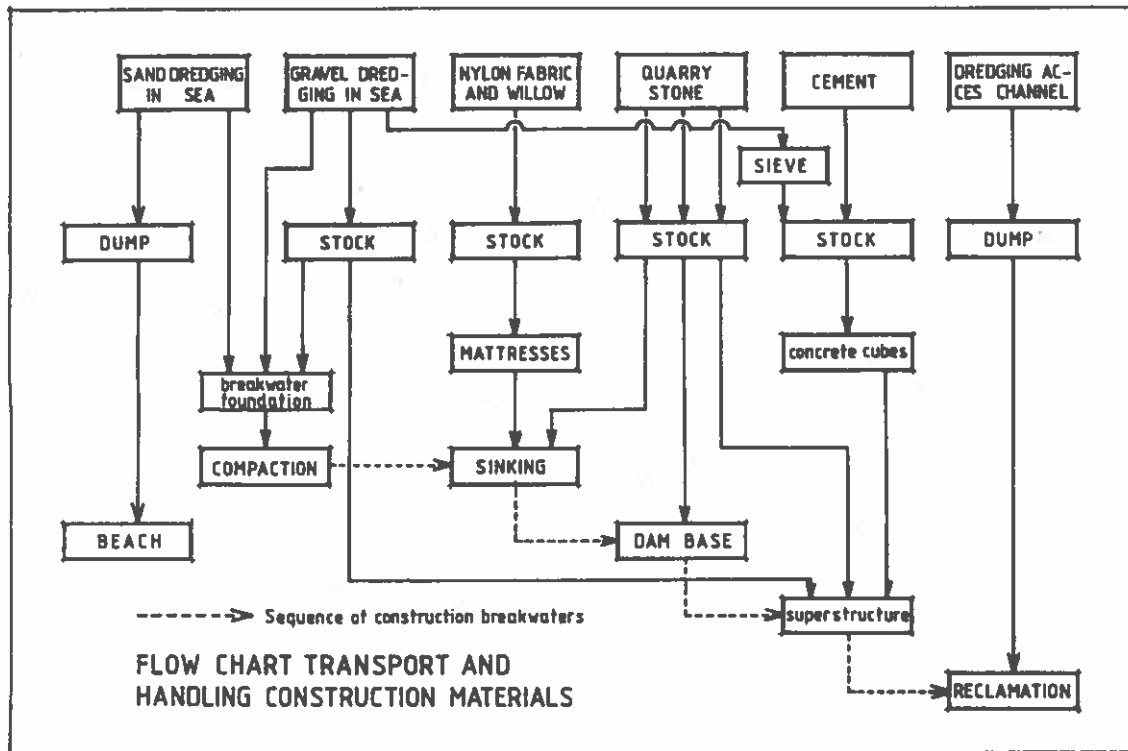 SAND DREDGING
IN SEA
GRAVEL DRED-
GING IN SEA
NYLON FABRIC
AND WILLOW
QUARRY
STONE
CEMENT
DREDGING AC-
CES CHANNEL
SIEVE
DUMP
STOCK
STOCK
STOCK
STOCK
DUMP
MATTRESSES
concrete cubes
breakwater
foundation
COMPACTION
SINKING
BEACH
DAM BASE
superstructure
Sequence of construction breakwaters
RECLAMATION
FLOW CHART TRANSPORT AND
HANDLING CONSTRUCTION MATERIALS